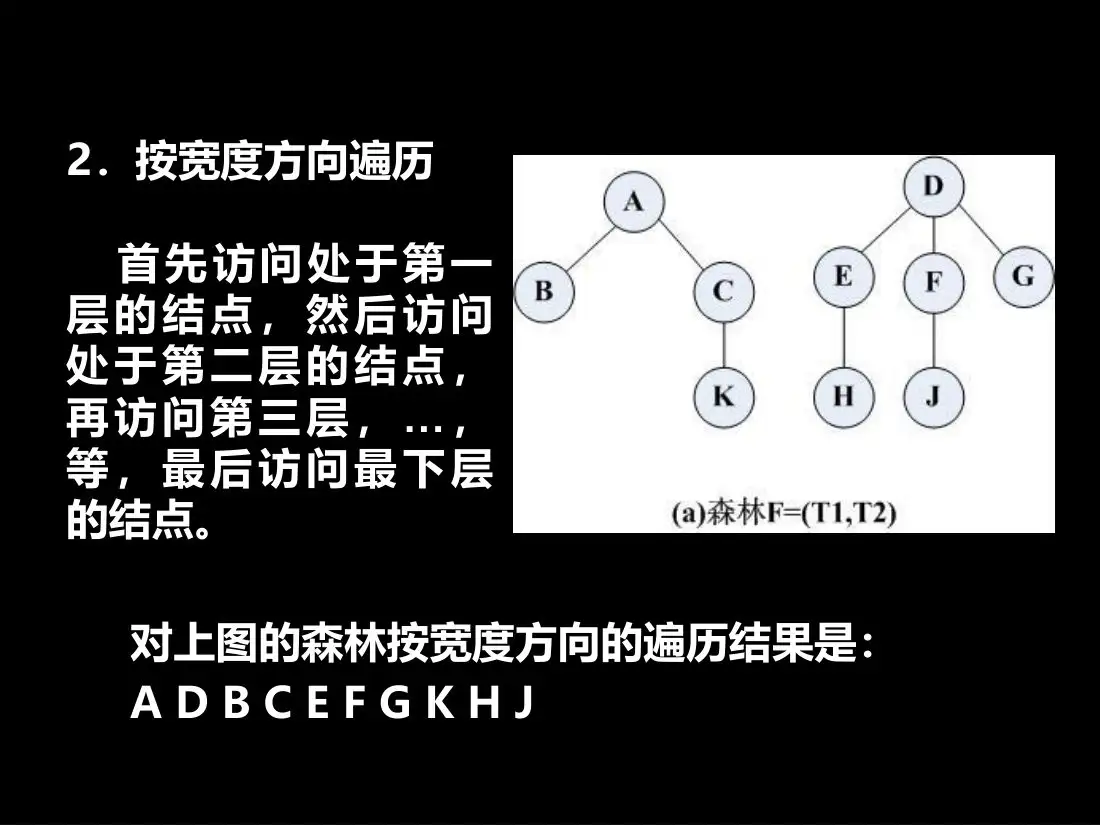 2．按宽度方向遍历
首先访问处于第一
层的结点，然后访问
处于第二层的结点，
再访问第三层，…，
等，最后访问最下层
的结点。
A
D
B
C
E
F
G
K
H
J
(a)森林F=(T1,T2)
对上图的森林按宽度方向的遍历结果是：
A D B C E F G K H J